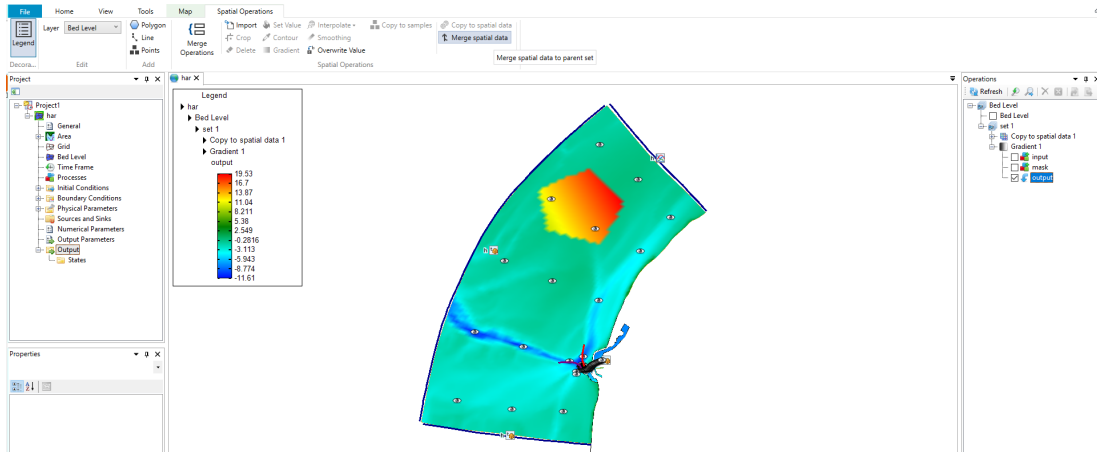 File Home View Tools Map Spatial Operations
Legend
Layer Bed Level
Polygon
Line
Points
Merge Operations
Import Set Value Interpolate Copy to samples Copy to spatial data
Crop Contour Smoothing Merge spatial data
Delete Gradient Overwrite Value
Decora... Edit Add Spatial Operations
Merge spatial data to parent set
Project
har
Operations
Refresh
Project1
har
General
Area
Grid
Bed Level
Time Frame
Processes
Initial Conditions
Boundary Conditions
Physical Parameters
Sources and Sinks
Numerical Parameters
Output Parameters
Output
States
Properties
Legend
har
Bed Level
set 1
Copy to spatial data 1
Gradient 1
output
19.53
16.7
13.87
11.04
8.211
5.38
2.549
-0.2816
-3.113
-5.943
-8.774
-11.61
Bed Level
Bed Level
set 1
Copy to spatial data 1
Gradient 1
input
mask
output